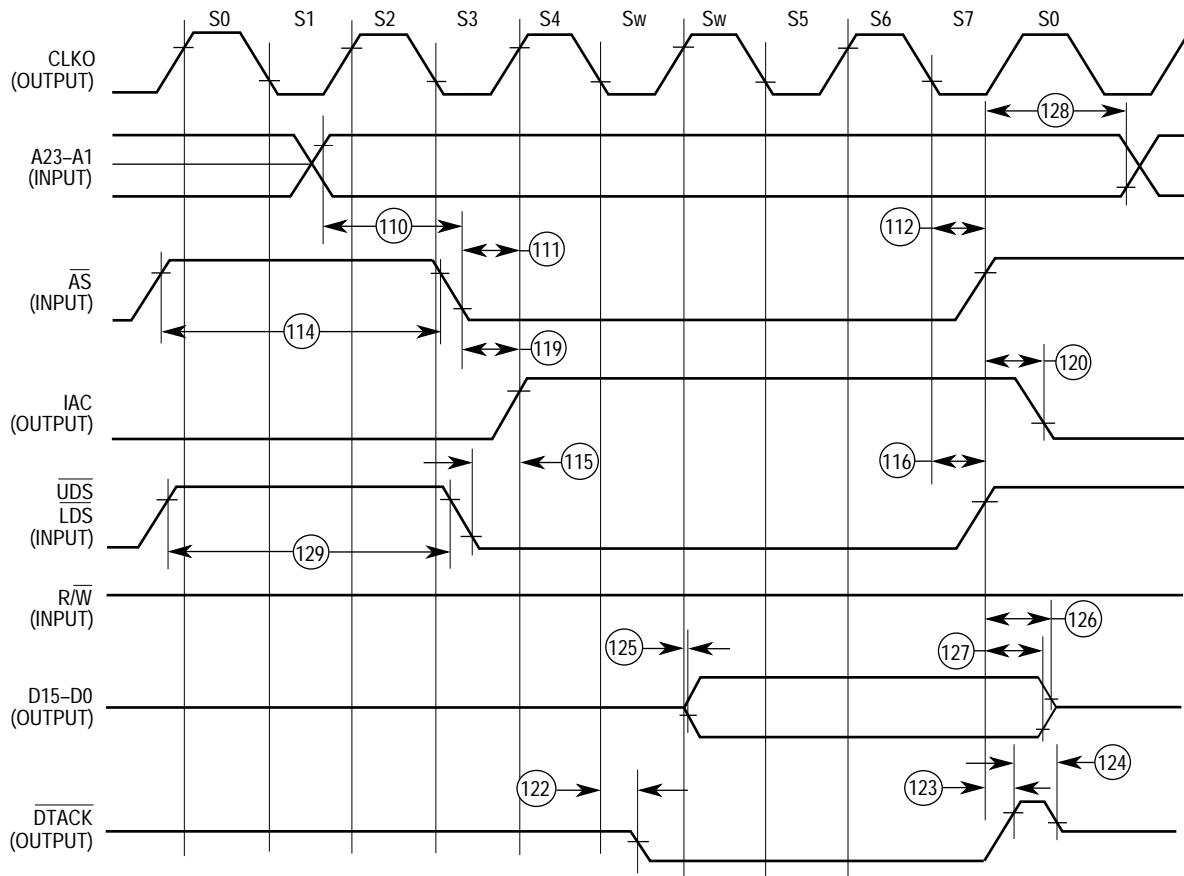 S0 S1 S2 S3 S4 Sw Sw S5 S6 S7 S0
CLKO
(OUTPUT)
128
A23–A1
(INPUT)
110
111
112
AS
(INPUT)
114
119
120
IAC
(OUTPUT)
115
116
UDS
LDS
(INPUT)
129
R/W
(INPUT)
126
125
127
D15–D0
(OUTPUT)
124
122
123
DTACK
(OUTPUT)